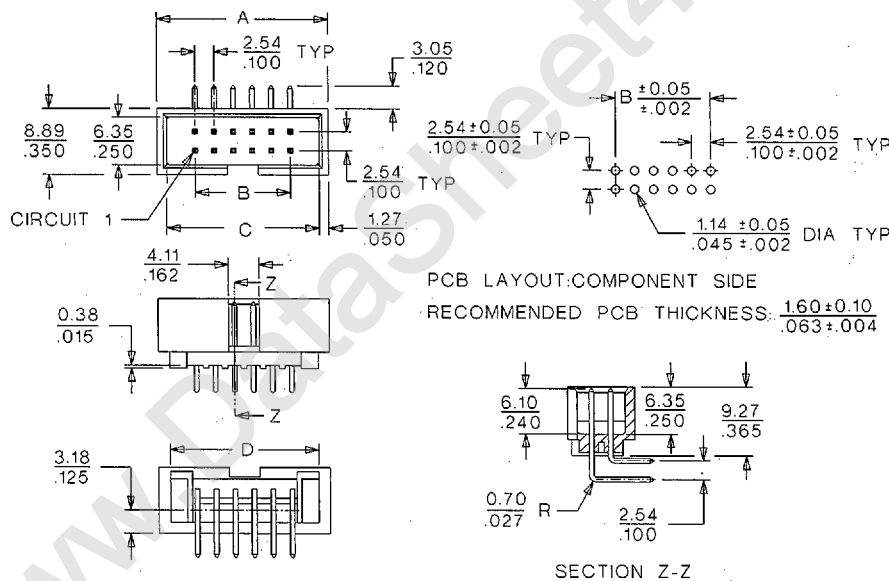 A
2.54
.100 TYP
3.05
.120
8.89
.350
6.35
.250
2.54
.100 TYP
B
C
CIRCUIT 1
1.27
.050
B ±0.05
±.002
2.54±0.05
.100±.002 TYP
2.54±0.05
.100±.002 TYP
1.14 ±0.05
.045 ±.002 DIA TYP
PCB LAYOUT:COMPONENT SIDE
RECOMMENDED PCB THICKNESS: 1.60±0.10
.063±.004
4.11
.162
Z
0.38
.015
Z
D
3.18
.125
6.10
.240
6.35
.250
9.27
.365
0.70
.027 R
2.54
.100
SECTION Z-Z
www.DataSheet4